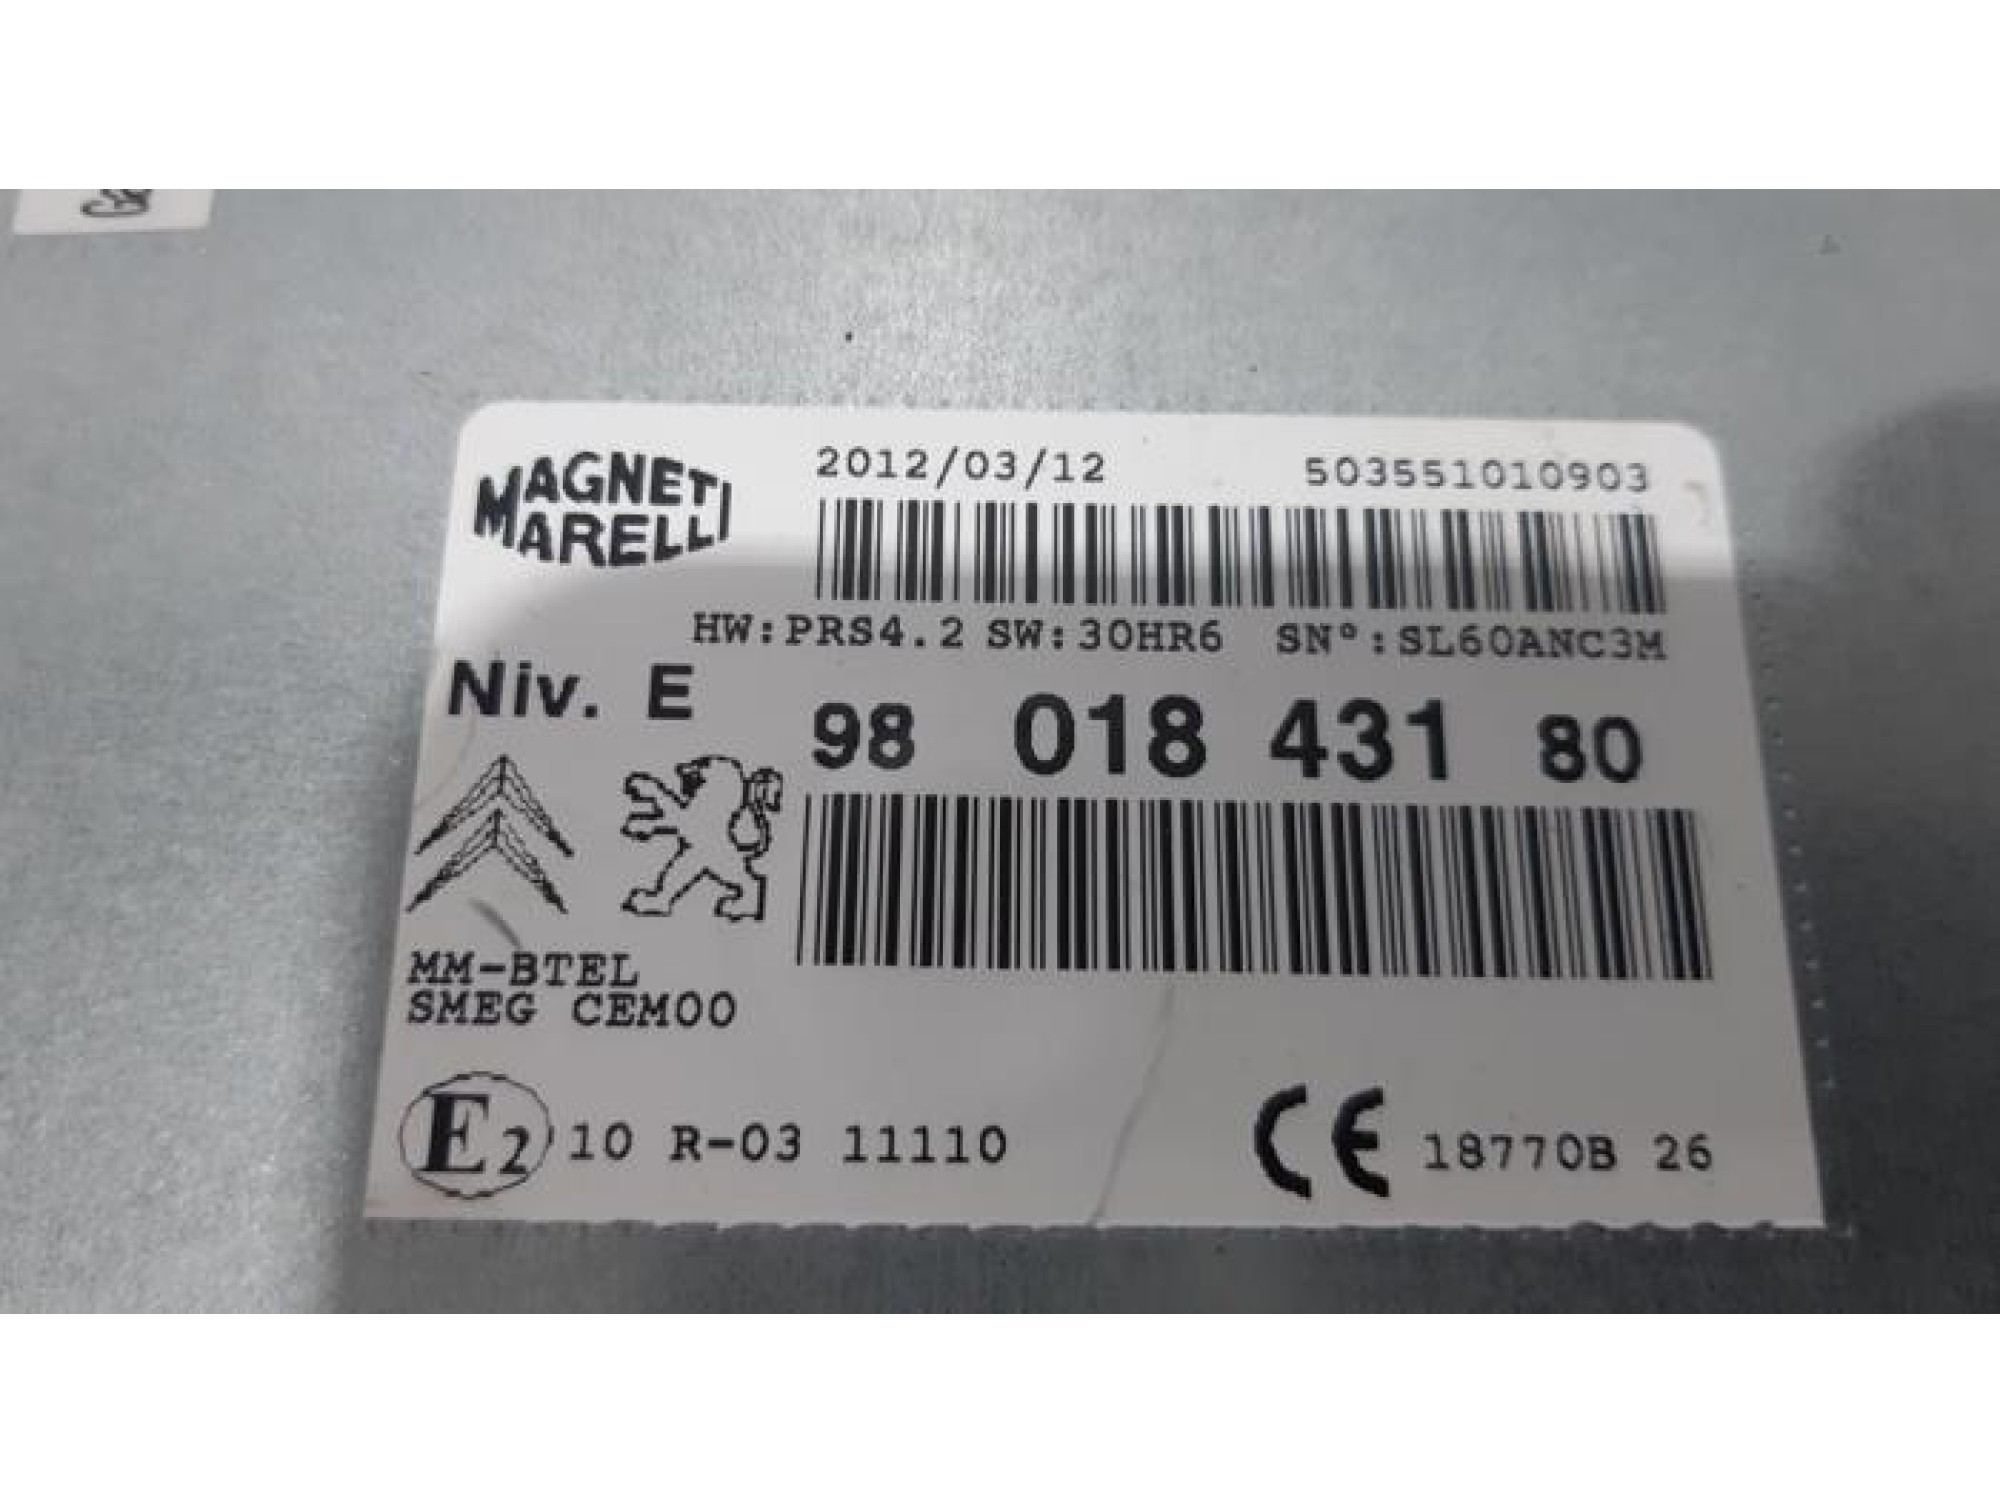 MAGNETI
MARELLI
2012/03/12 503551010903
HW:PRS4.2 SW:30HR6 SN°:SL60ANC3M
Niv. E 98 018 431 80
MM-BTEL
SMEG CEM00
E2 10 R-03 11110 CE 18770B 26